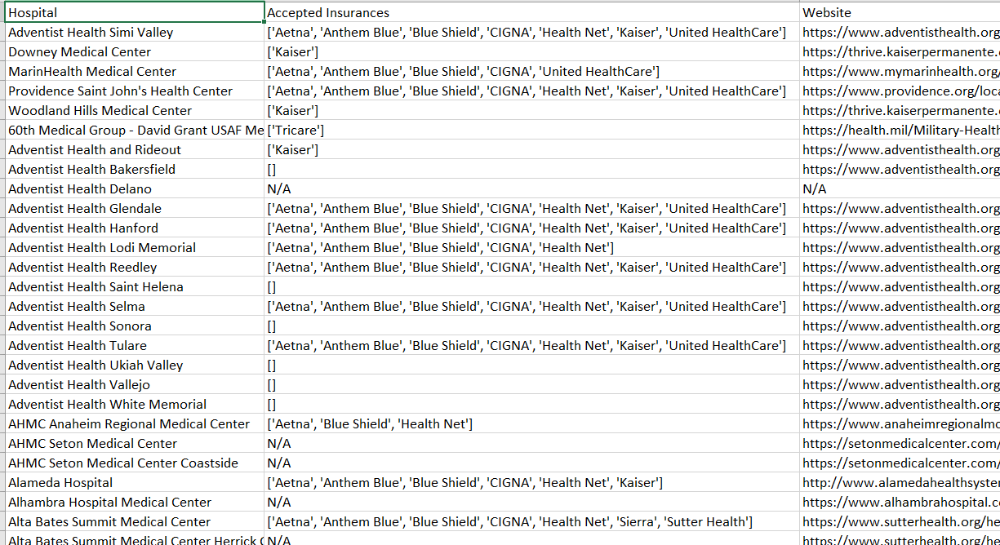 Hospital Accepted Insurances Website
Adventist Health Simi Valley ['Aetna', 'Anthem Blue', 'Blue Shield', 'CIGNA', 'Health Net', 'Kaiser', 'United HealthCare'] https://www.adventisthealth.org
Downey Medical Center ['Kaiser'] https://thrive.kaiserpermanente.
MarinHealth Medical Center ['Aetna', 'Anthem Blue', 'Blue Shield', 'CIGNA', 'United HealthCare'] https://www.mymarinhealth.org/
Providence Saint John's Health Center ['Aetna', 'Anthem Blue', 'Blue Shield', 'CIGNA', 'Health Net', 'Kaiser', 'United HealthCare'] https://www.providence.org/loca
Woodland Hills Medical Center ['Kaiser'] https://thrive.kaiserpermanente.
60th Medical Group - David Grant USAF Me ['Tricare'] https://health.mil/Military-Health
Adventist Health and Rideout ['Kaiser'] https://www.adventisthealth.org
Adventist Health Bakersfield [] https://www.adventisthealth.org
Adventist Health Delano N/A N/A
Adventist Health Glendale ['Aetna', 'Anthem Blue', 'Blue Shield', 'CIGNA', 'Health Net', 'Kaiser', 'United HealthCare'] https://www.adventisthealth.org
Adventist Health Hanford ['Aetna', 'Anthem Blue', 'Blue Shield', 'CIGNA', 'Health Net', 'Kaiser', 'United HealthCare'] https://www.adventisthealth.org
Adventist Health Lodi Memorial ['Aetna', 'Anthem Blue', 'Blue Shield', 'CIGNA', 'Health Net'] https://www.adventisthealth.org
Adventist Health Reedley ['Aetna', 'Anthem Blue', 'Blue Shield', 'CIGNA', 'Health Net', 'Kaiser', 'United HealthCare'] https://www.adventisthealth.org
Adventist Health Saint Helena [] https://www.adventisthealth.org
Adventist Health Selma ['Aetna', 'Anthem Blue', 'Blue Shield', 'CIGNA', 'Health Net', 'Kaiser', 'United HealthCare'] https://www.adventisthealth.org
Adventist Health Sonora [] https://www.adventisthealth.org
Adventist Health Tulare ['Aetna', 'Anthem Blue', 'Blue Shield', 'CIGNA', 'Health Net', 'Kaiser', 'United HealthCare'] https://www.adventisthealth.org
Adventist Health Ukiah Valley [] https://www.adventisthealth.org
Adventist Health Vallejo [] https://www.adventisthealth.org
Adventist Health White Memorial [] https://www.adventisthealth.org
AHMC Anaheim Regional Medical Center ['Aetna', 'Blue Shield', 'Health Net'] https://www.anaheimregionalmc
AHMC Seton Medical Center N/A https://setonmedicalcenter.com/
AHMC Seton Medical Center Coastside N/A https://setonmedicalcenter.com/
Alameda Hospital ['Aetna', 'Anthem Blue', 'Blue Shield', 'CIGNA', 'Health Net', 'Kaiser'] http://www.alamedahealthsyster
Alhambra Hospital Medical Center N/A https://www.alhambrahospital.c
Alta Bates Summit Medical Center ['Aetna', 'Anthem Blue', 'Blue Shield', 'CIGNA', 'Health Net', 'Sierra', 'Sutter Health'] https://www.sutterhealth.org/he
Alta Bates Summit Medical Center Herrick N/A https://www.sutterhealth.org/he